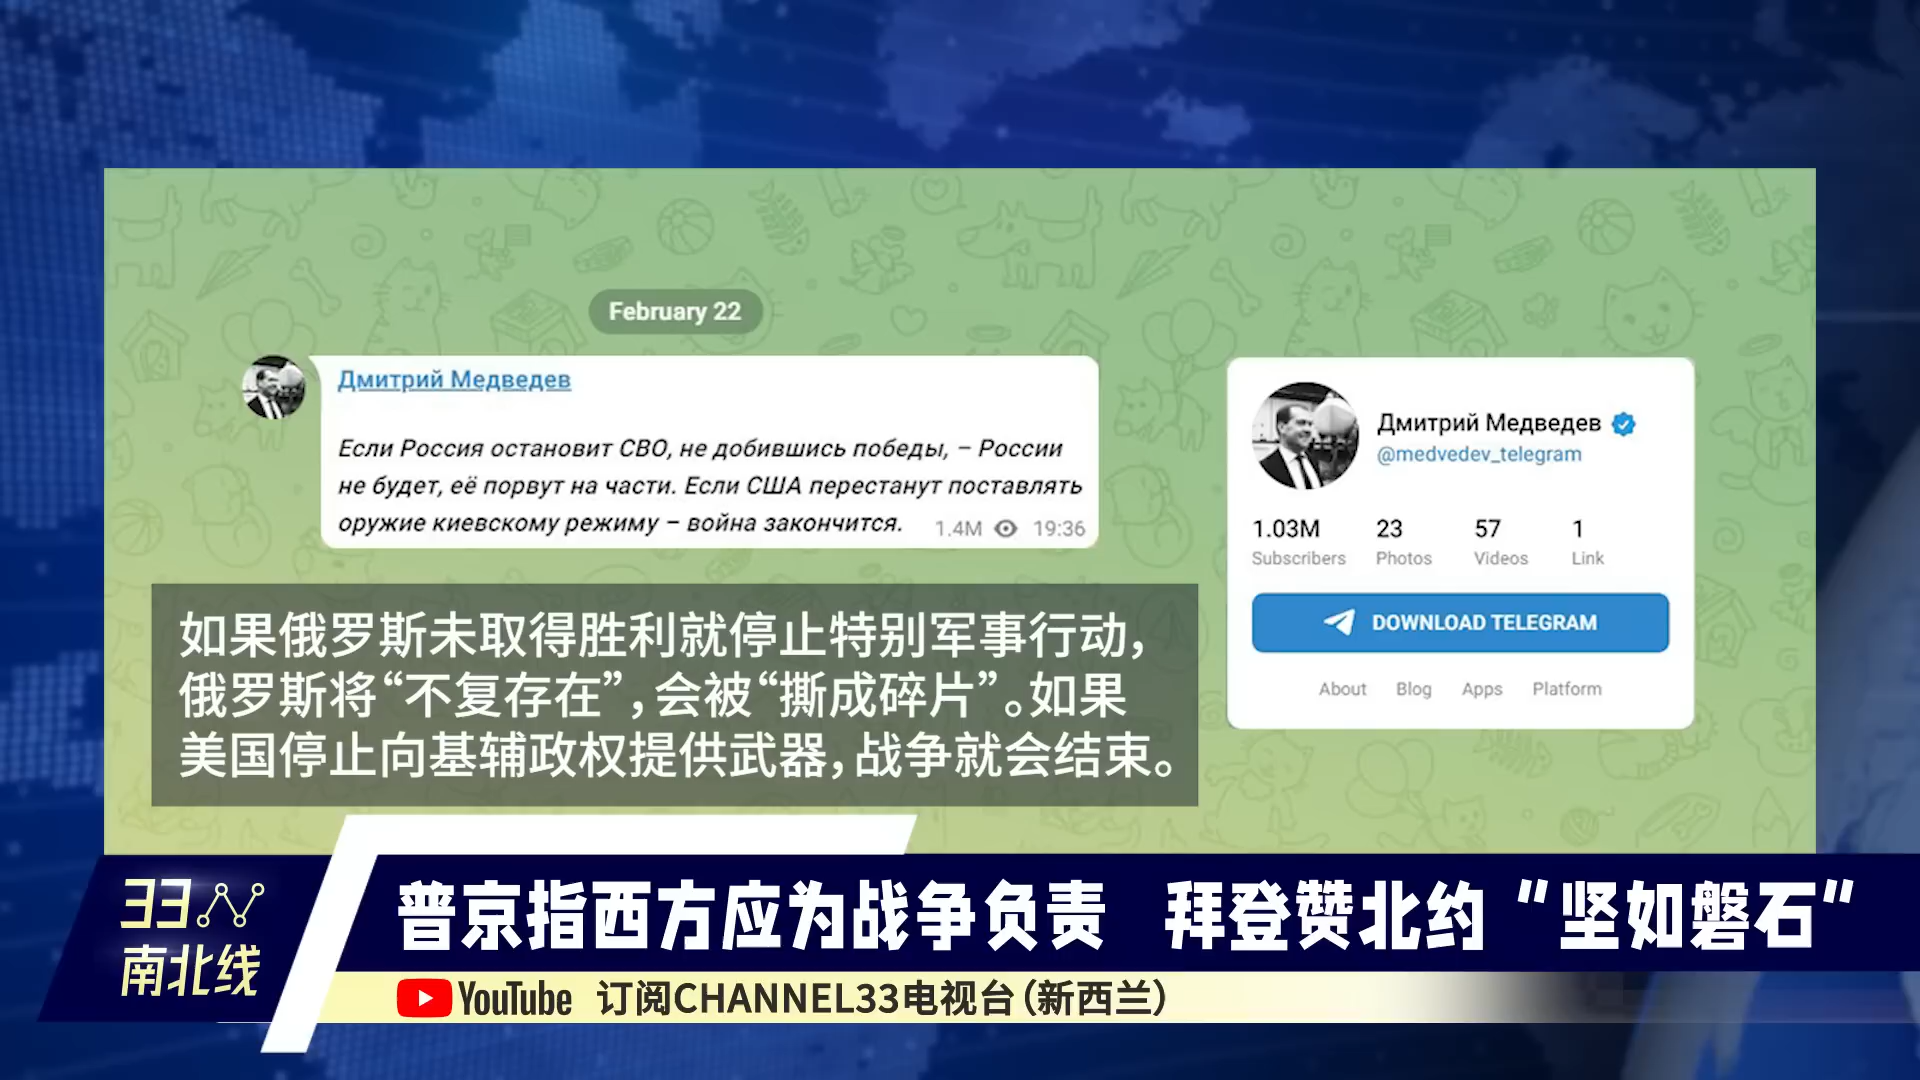 February 22
Дмитрий Медведев
Если Россия остановит СВО, не добившись победы, – России
не будет, её порвут на части. Если США перестанут поставлять
оружие киевскому режиму – война закончится.
1.4M 19:36
Дмитрий Медведев
@medvedev_telegram
1.03M 23 57 1
Subscribers Photos Videos Link
DOWNLOAD TELEGRAM
About Blog Apps Platform
如果俄罗斯未取得胜利就停止特别军事行动，
俄罗斯将“不复存在”，会被“撕成碎片”。如果
美国停止向基辅政权提供武器，战争就会结束。
33
南北线
普京指西方应为战争负责 拜登赞北约“坚如磐石”
YouTube 订阅CHANNEL33电视台（新西兰）